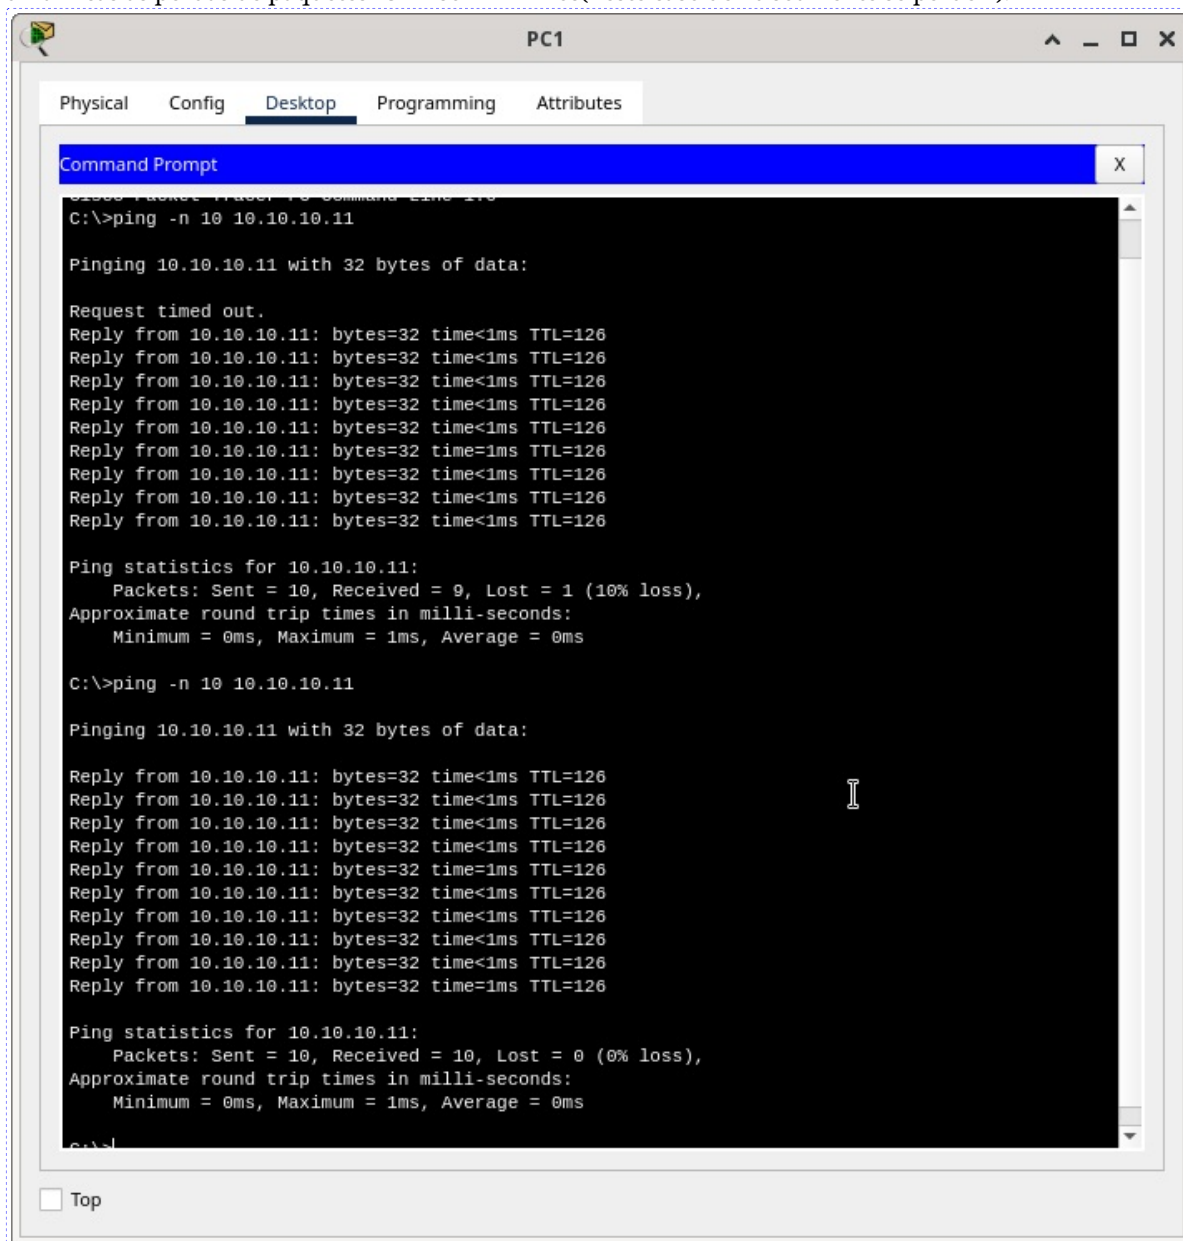 PC1
Physical Config Desktop Programming Attributes
Command Prompt
X
C:\>ping -n 10 10.10.10.11
Pinging 10.10.10.11 with 32 bytes of data:
Request timed out.
Reply from 10.10.10.11: bytes=32 time<1ms TTL=126
Reply from 10.10.10.11: bytes=32 time<1ms TTL=126
Reply from 10.10.10.11: bytes=32 time<1ms TTL=126
Reply from 10.10.10.11: bytes=32 time<1ms TTL=126
Reply from 10.10.10.11: bytes=32 time<1ms TTL=126
Reply from 10.10.10.11: bytes=32 time=1ms TTL=126
Reply from 10.10.10.11: bytes=32 time<1ms TTL=126
Reply from 10.10.10.11: bytes=32 time<1ms TTL=126
Reply from 10.10.10.11: bytes=32 time<1ms TTL=126
Ping statistics for 10.10.10.11:
Packets: Sent = 10, Received = 9, Lost = 1 (10% loss),
Approximate round trip times in milli-seconds:
Minimum = 0ms, Maximum = 1ms, Average = 0ms
C:\>ping -n 10 10.10.10.11
Pinging 10.10.10.11 with 32 bytes of data:
Reply from 10.10.10.11: bytes=32 time<1ms TTL=126
Reply from 10.10.10.11: bytes=32 time<1ms TTL=126
Reply from 10.10.10.11: bytes=32 time<1ms TTL=126
Reply from 10.10.10.11: bytes=32 time<1ms TTL=126
Reply from 10.10.10.11: bytes=32 time=1ms TTL=126
Reply from 10.10.10.11: bytes=32 time<1ms TTL=126
Reply from 10.10.10.11: bytes=32 time<1ms TTL=126
Reply from 10.10.10.11: bytes=32 time<1ms TTL=126
Reply from 10.10.10.11: bytes=32 time<1ms TTL=126
Reply from 10.10.10.11: bytes=32 time=1ms TTL=126
Ping statistics for 10.10.10.11:
Packets: Sent = 10, Received = 10, Lost = 0 (0% loss),
Approximate round trip times in milli-seconds:
Minimum = 0ms, Maximum = 1ms, Average = 0ms
C:\>
Top